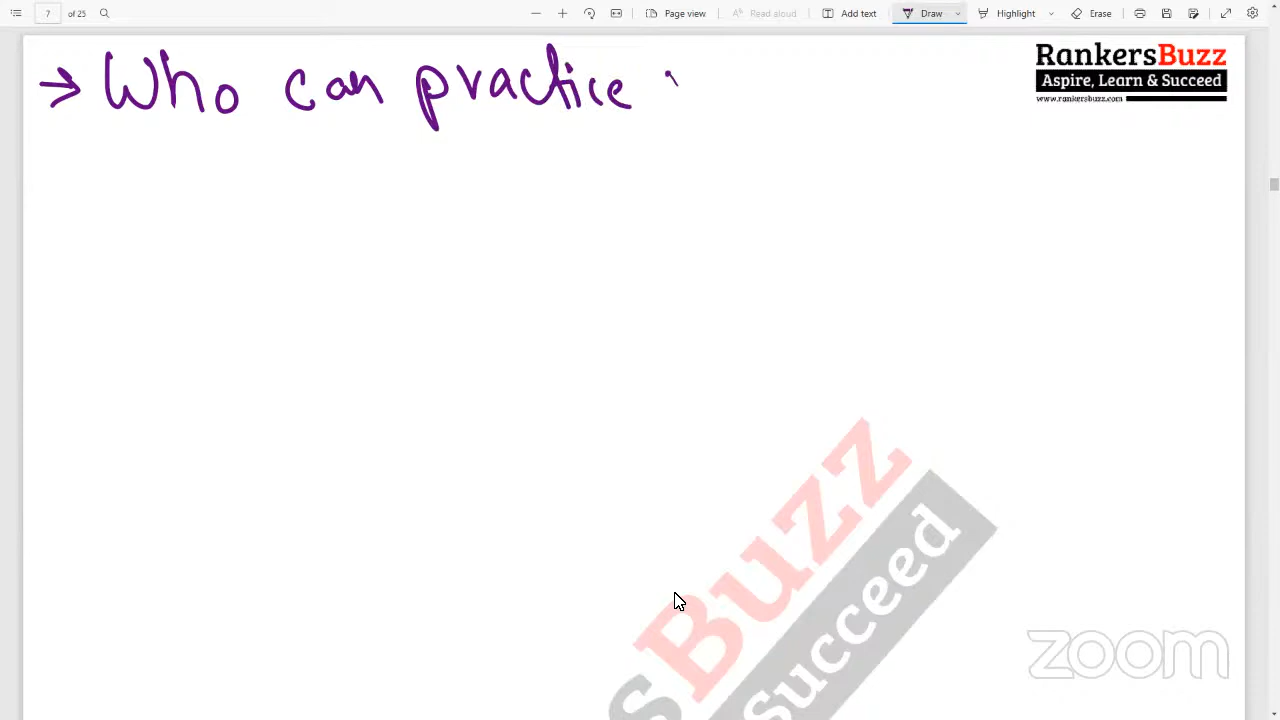 7 of 25 Page view Read aloud Add text Draw Highlight Erase
→ Who can practice
RankersBuzz
Aspire, Learn & Succeed
www.rankersbuzz.com
sBuzz
succeed
zoom